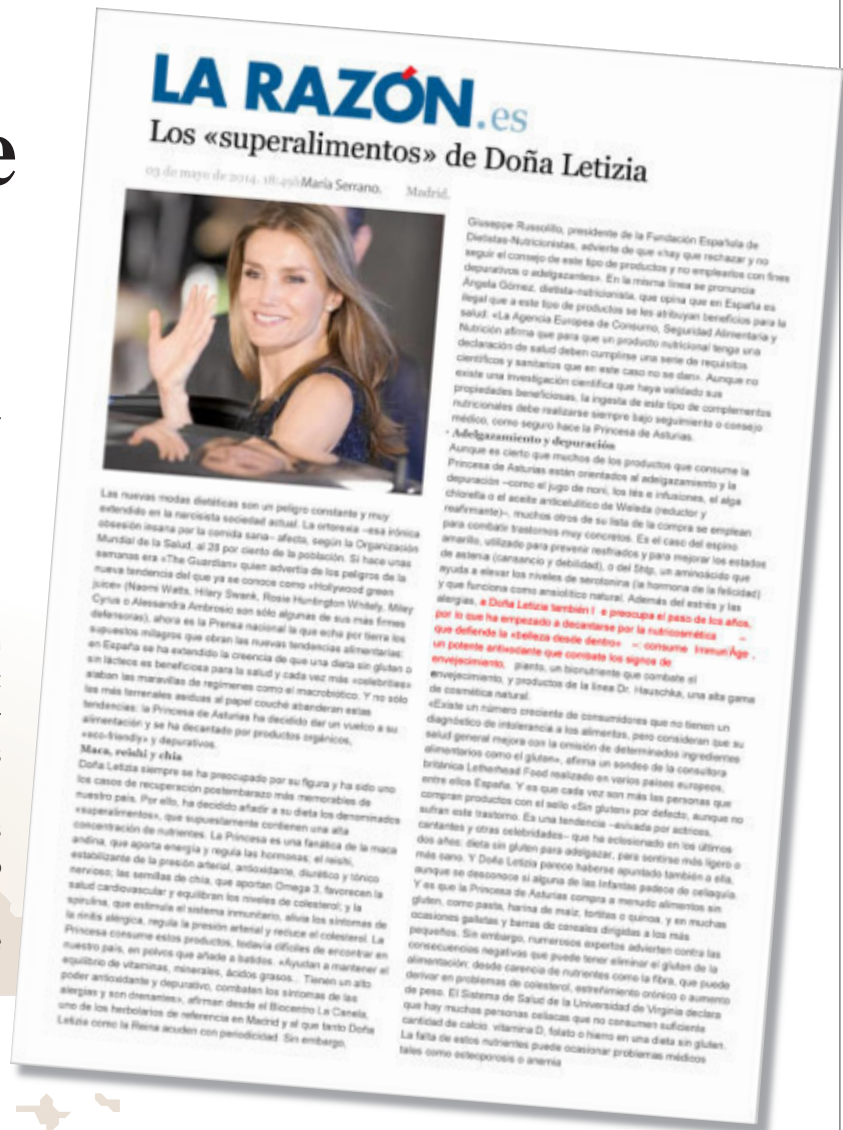 e
LA RAZÓN.es
Los «superalimentos» de Doña Letizia
03 de mayo de 2014. 18:49h María Serrano. Madrid.
Las nuevas modas dietéticas son un peligro constante y muy
extendido en la narcisista sociedad actual. La ortorexia –esa irónica
obsesión insana por la comida sana– afecta, según la Organización
Mundial de la Salud, al 28 por ciento de la población. Si hace unas
semanas era «The Guardian» quien advertía de los peligros de la
nueva tendencia del que ya se conoce como «Hollywood green
juice» (Naomi Watts, Hilary Swank, Rosie Huntington Whitely, Miley
Cyrus o Alessandra Ambrosio son sólo algunas de sus más firmes
defensoras), ahora es la Prensa nacional la que echa por tierra los
supuestos milagros que obran las nuevas tendencias alimentarias:
en España se ha extendido la creencia de que una dieta sin gluten o
sin lácteos es beneficiosa para la salud y cada vez más «celebrities»
alaban las maravillas de regímenes como el macrobiótico. Y no sólo
las más terrenales asiduas al papel couché abanderan estas
tendencias: la Princesa de Asturias ha decidido dar un vuelco a su
alimentación y se ha decantado por productos orgánicos,
«eco-friendly» y depurativos.
Maca, reishi y chía
Doña Letizia siempre se ha preocupado por su figura y ha sido uno
los casos de recuperación postembarazo más memorables de
nuestro país. Por ello, ha decidido añadir a su dieta los denominados
«superalimentos», que supuestamente contienen una alta
concentración de nutrientes. La Princesa es una fanática de la maca
andina, que aporta energía y regula las hormonas; el reishi,
estabilizante de la presión arterial, antioxidante, diurético y tónico
nervioso; las semillas de chía, que aportan Omega 3, favorecen la
salud cardiovascular y equilibran los niveles de colesterol; y la
spirulina, que estimula el sistema inmunitario, alivia los síntomas de
la rinitis alérgica, regula la presión arterial y reduce el colesterol. La
Princesa consume estos productos, todavía difíciles de encontrar en
nuestro país, en polvos que añade a batidos. «Ayudan a mantener el
equilibrio de vitaminas, minerales, ácidos grasos... Tienen un alto
poder antioxidante y depurativo, combaten los síntomas de las
alergias y son drenantes», afirman desde el Biocentro La Canela,
uno de los herbolarios de referencia en Madrid y al que tanto Doña
Letizia como la Reina acuden con periodicidad. Sin embargo,
Giuseppe Russolillo, presidente de la Fundación Española de
Dietistas-Nutricionistas, advierte de que «hay que rechazar y no
seguir el consejo de este tipo de productos y no emplearlos con fines
depurativos o adelgazantes». En la misma línea se pronuncia
Ángela Gómez, dietista-nutricionista, que opina que en España es
ilegal que a este tipo de productos se les atribuyan beneficios para la
salud: «La Agencia Europea de Consumo, Seguridad Alimentaria y
Nutrición afirma que para que un producto nutricional tenga una
declaración de salud deben cumplirse una serie de requisitos
científicos y sanitarios que en este caso no se dan». Aunque no
existe una investigación científica que haya validado sus
propiedades beneficiosas, la ingesta de este tipo de complementos
nutricionales debe realizarse siempre bajo seguimiento o consejo
médico, como seguro hace la Princesa de Asturias.
· Adelgazamiento y depuración
Aunque es cierto que muchos de los productos que consume la
Princesa de Asturias están orientados al adelgazamiento y la
depuración –como el jugo de noni, los tés e infusiones, el alga
chlorella o el aceite anticelulítico de Weleda (reductor y
reafirmante)–, muchos otros de su lista de la compra se emplean
para combatir trastornos muy concretos. Es el caso del espino
amarillo, utilizado para prevenir resfriados y para mejorar los estados
de astenia (cansancio y debilidad), o del 5htp, un aminoácido que
ayuda a elevar los niveles de serotonina (la hormona de la felicidad)
y que funciona como ansiolítico natural. Además del estrés y las
alergias, a Doña Letizia también l e preocupa el paso de los años,
por lo que ha empezado a decantarse por la nutricosmética –
que defiende la «belleza desde dentro» –: consume Immun'Âge ,
un potente antioxidante que combate los signos de
envejecimiento, pianto, un bionutriente que combate el
envejecimiento, y productos de la línea Dr. Hauschka, una alta gama
de cosmética natural.
«Existe un número creciente de consumidores que no tienen un
diagnóstico de intolerancia a los alimentos, pero consideran que su
salud general mejora con la omisión de determinados ingredientes
alimentarios como el gluten», afirma un sondeo de la consultora
británica Letherhead Food realizado en varios países europeos,
entre ellos España. Y es que cada vez son más las personas que
compran productos con el sello «Sin gluten» por defecto, aunque no
sufran este trastorno. Es una tendencia –avivada por actrices,
cantantes y otras celebridades– que ha eclosionado en los últimos
dos años: dieta sin gluten para adelgazar, para sentirse más ligero o
más sano. Y Doña Letizia parece haberse apuntado también a ella,
aunque se desconoce si alguna de las Infantas padece de celiaquía.
Y es que la Princesa de Asturias compra a menudo alimentos sin
gluten, como pasta, harina de maíz, tortitas o quinoa, y en muchas
ocasiones galletas y barras de cereales dirigidas a los más
pequeños. Sin embargo, numerosos expertos advierten contra las
consecuencias negativas que puede tener eliminar el gluten de la
alimentación: desde carencia de nutrientes como la fibra, que puede
derivar en problemas de colesterol, estreñimiento crónico o aumento
de peso. El Sistema de Salud de la Universidad de Virginia declara
que hay muchas personas celíacas que no consumen suficiente
cantidad de calcio, vitamina D, folato o hierro en una dieta sin gluten.
La falta de estos nutrientes puede ocasionar problemas médicos
tales como osteoporosis o anemia